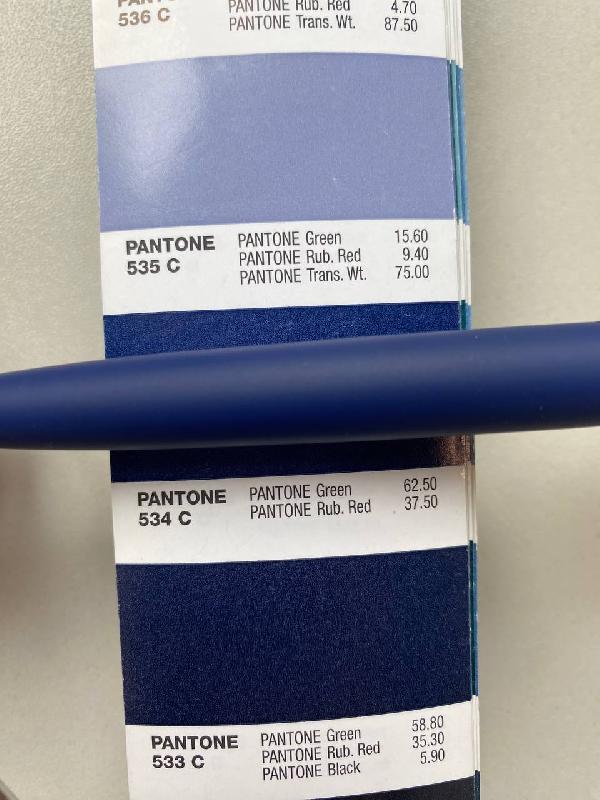 536 C
PANTONE Rub. Red 4.70
PANTONE Trans. Wt. 87.50
PANTONE
535 C
PANTONE Green 15.60
PANTONE Rub. Red 9.40
PANTONE Trans. Wt. 75.00
PANTONE
534 C
PANTONE Green 62.50
PANTONE Rub. Red 37.50
PANTONE
533 C
PANTONE Green 58.80
PANTONE Rub. Red 35.30
PANTONE Black 5.90